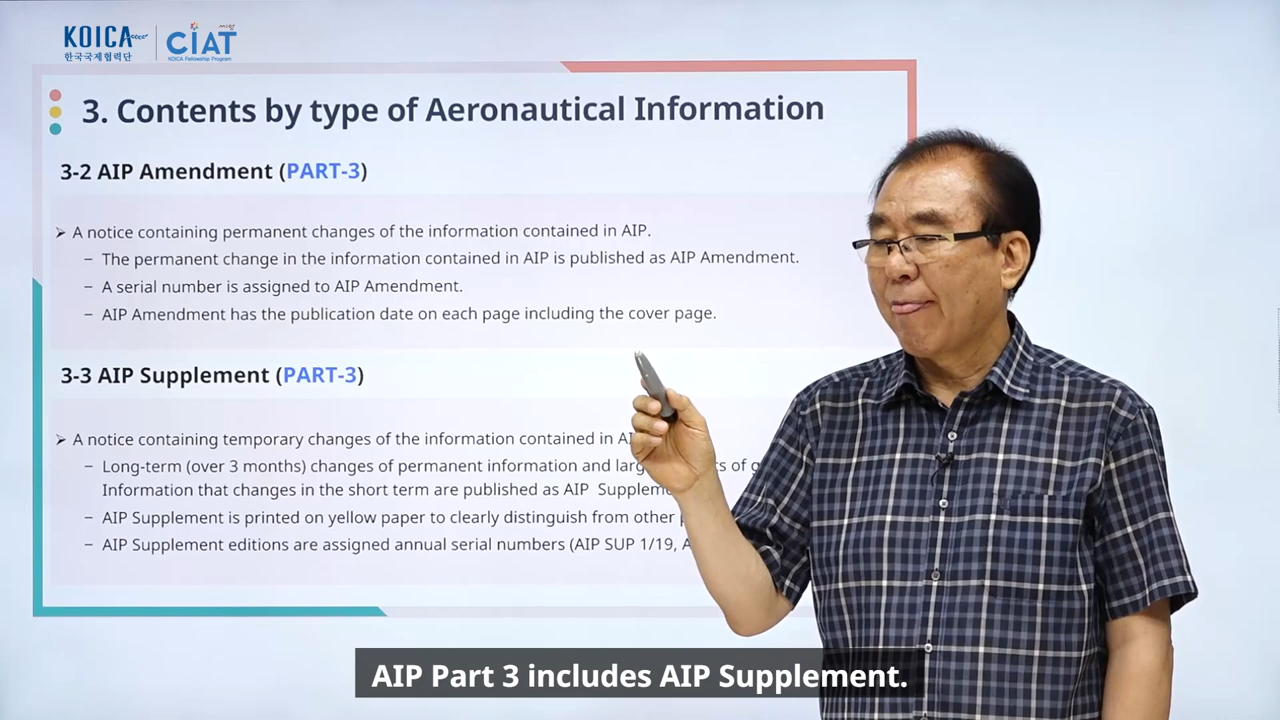 KOICA
한국국제협력단
CIAT
KOICA Fellowship Program
3. Contents by type of Aeronautical Information
3-2 AIP Amendment (PART-3)
➢ A notice containing permanent changes of the information contained in AIP.
– The permanent change in the information contained in AIP is published as AIP Amendment.
– A serial number is assigned to AIP Amendment.
– AIP Amendment has the publication date on each page including the cover page.
3-3 AIP Supplement (PART-3)
➢ A notice containing temporary changes of the information contained in
– Long-term (over 3 months) changes of permanent information and of
Information that changes in the short term are published as AIP
– AIP Supplement is printed on yellow paper to clearly distinguish from other
– AIP Supplement editions are assigned annual serial numbers (AIP SUP 1/19,
AIP Part 3 includes AIP Supplement.